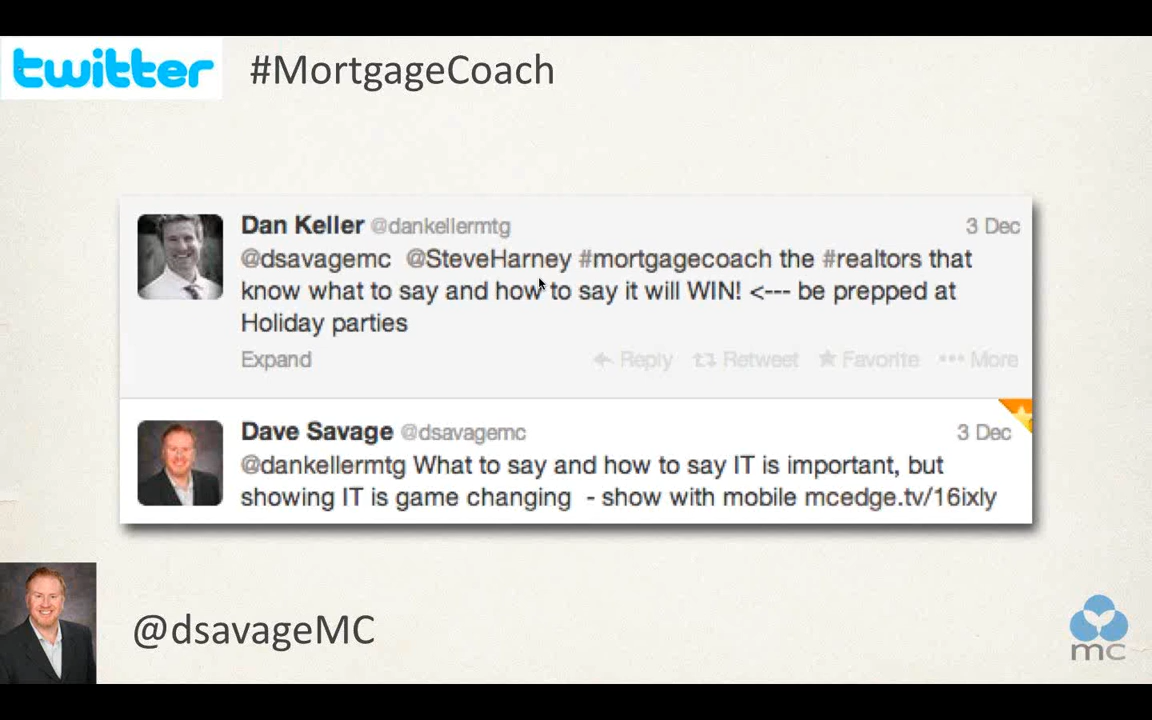 twitter #MortgageCoach
Dan Keller @dankellermtg 3 Dec
@dsavagemc @SteveHarney #mortgagecoach the #realtors that
know what to say and how to say it will WIN! <--- be prepped at
Holiday parties
Expand Reply Retweet Favorite ••• More
Dave Savage @dsavagemc 3 Dec
@dankellermtg What to say and how to say IT is important, but
showing IT is game changing - show with mobile mcedge.tv/16ixly
@dsavageMC
mc